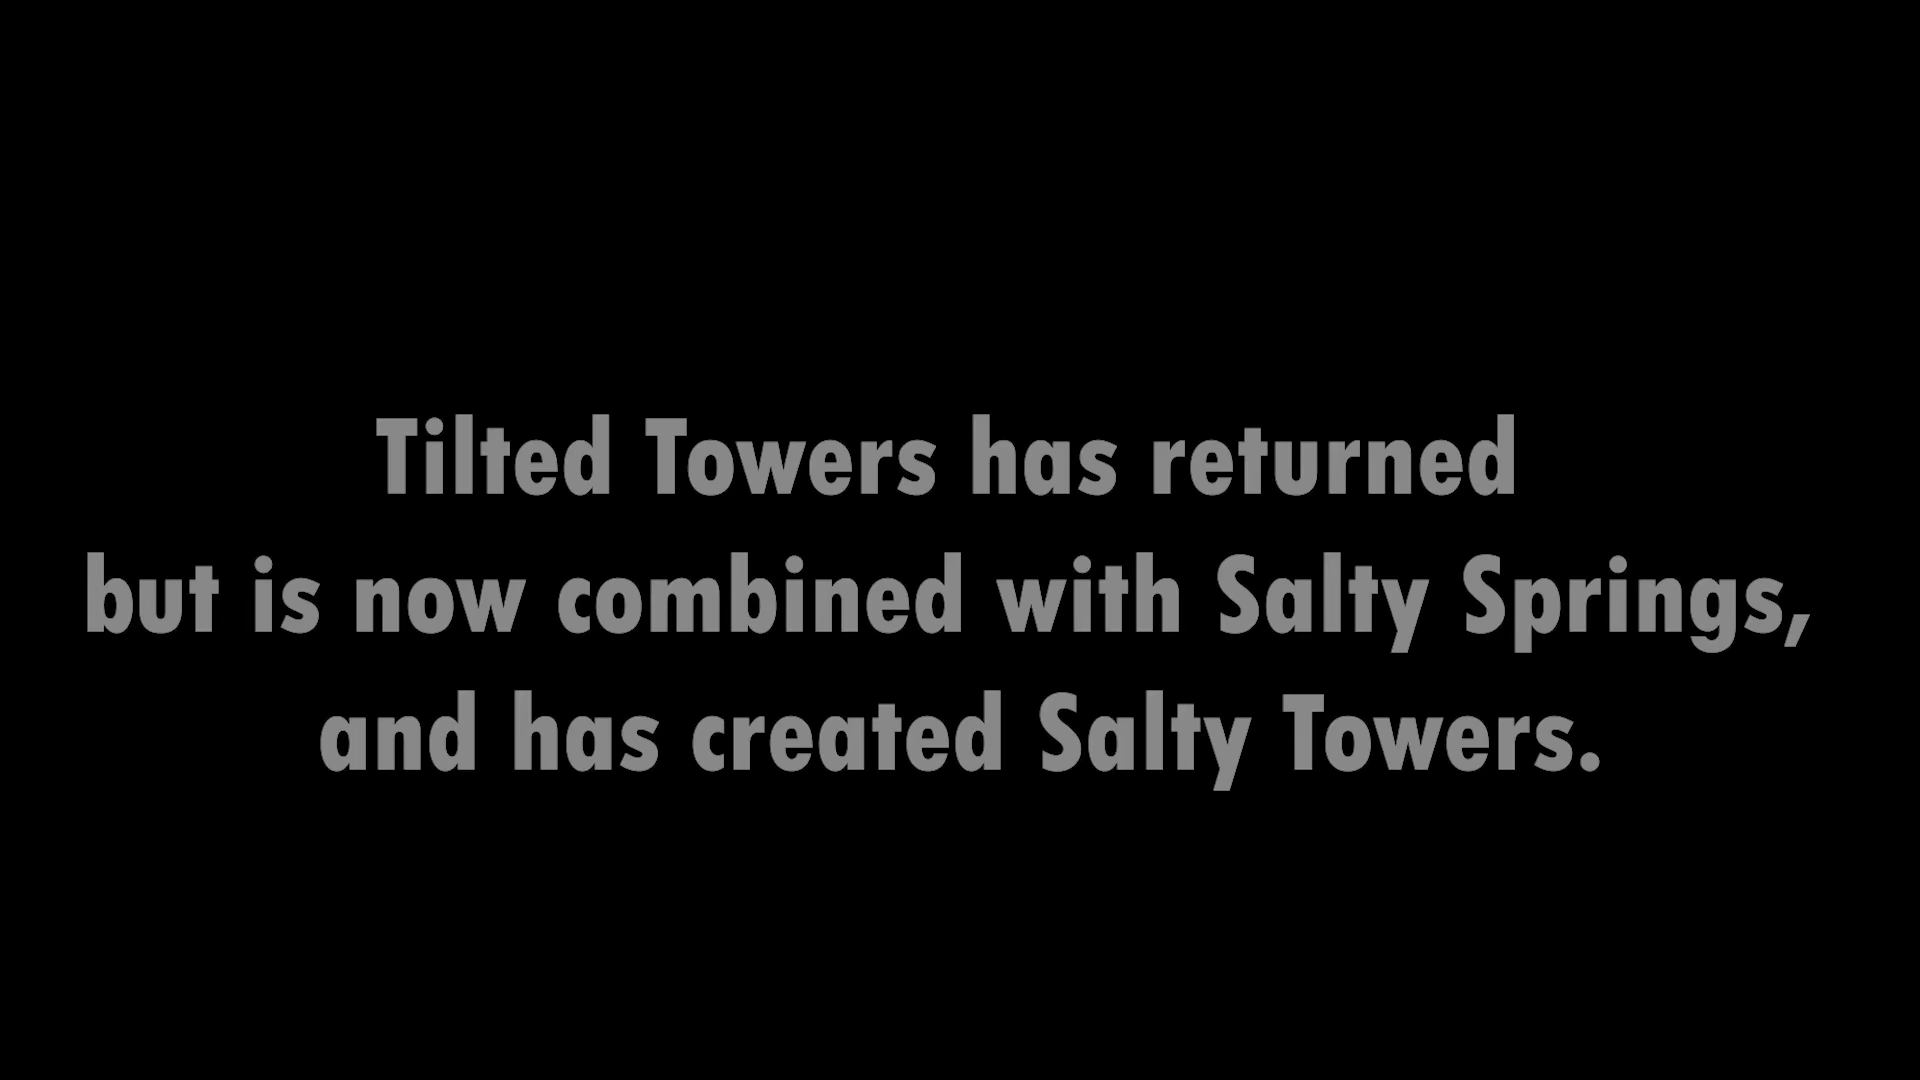 Tilted Towers has returned
but is now combined with Salty Springs,
and has created Salty Towers.